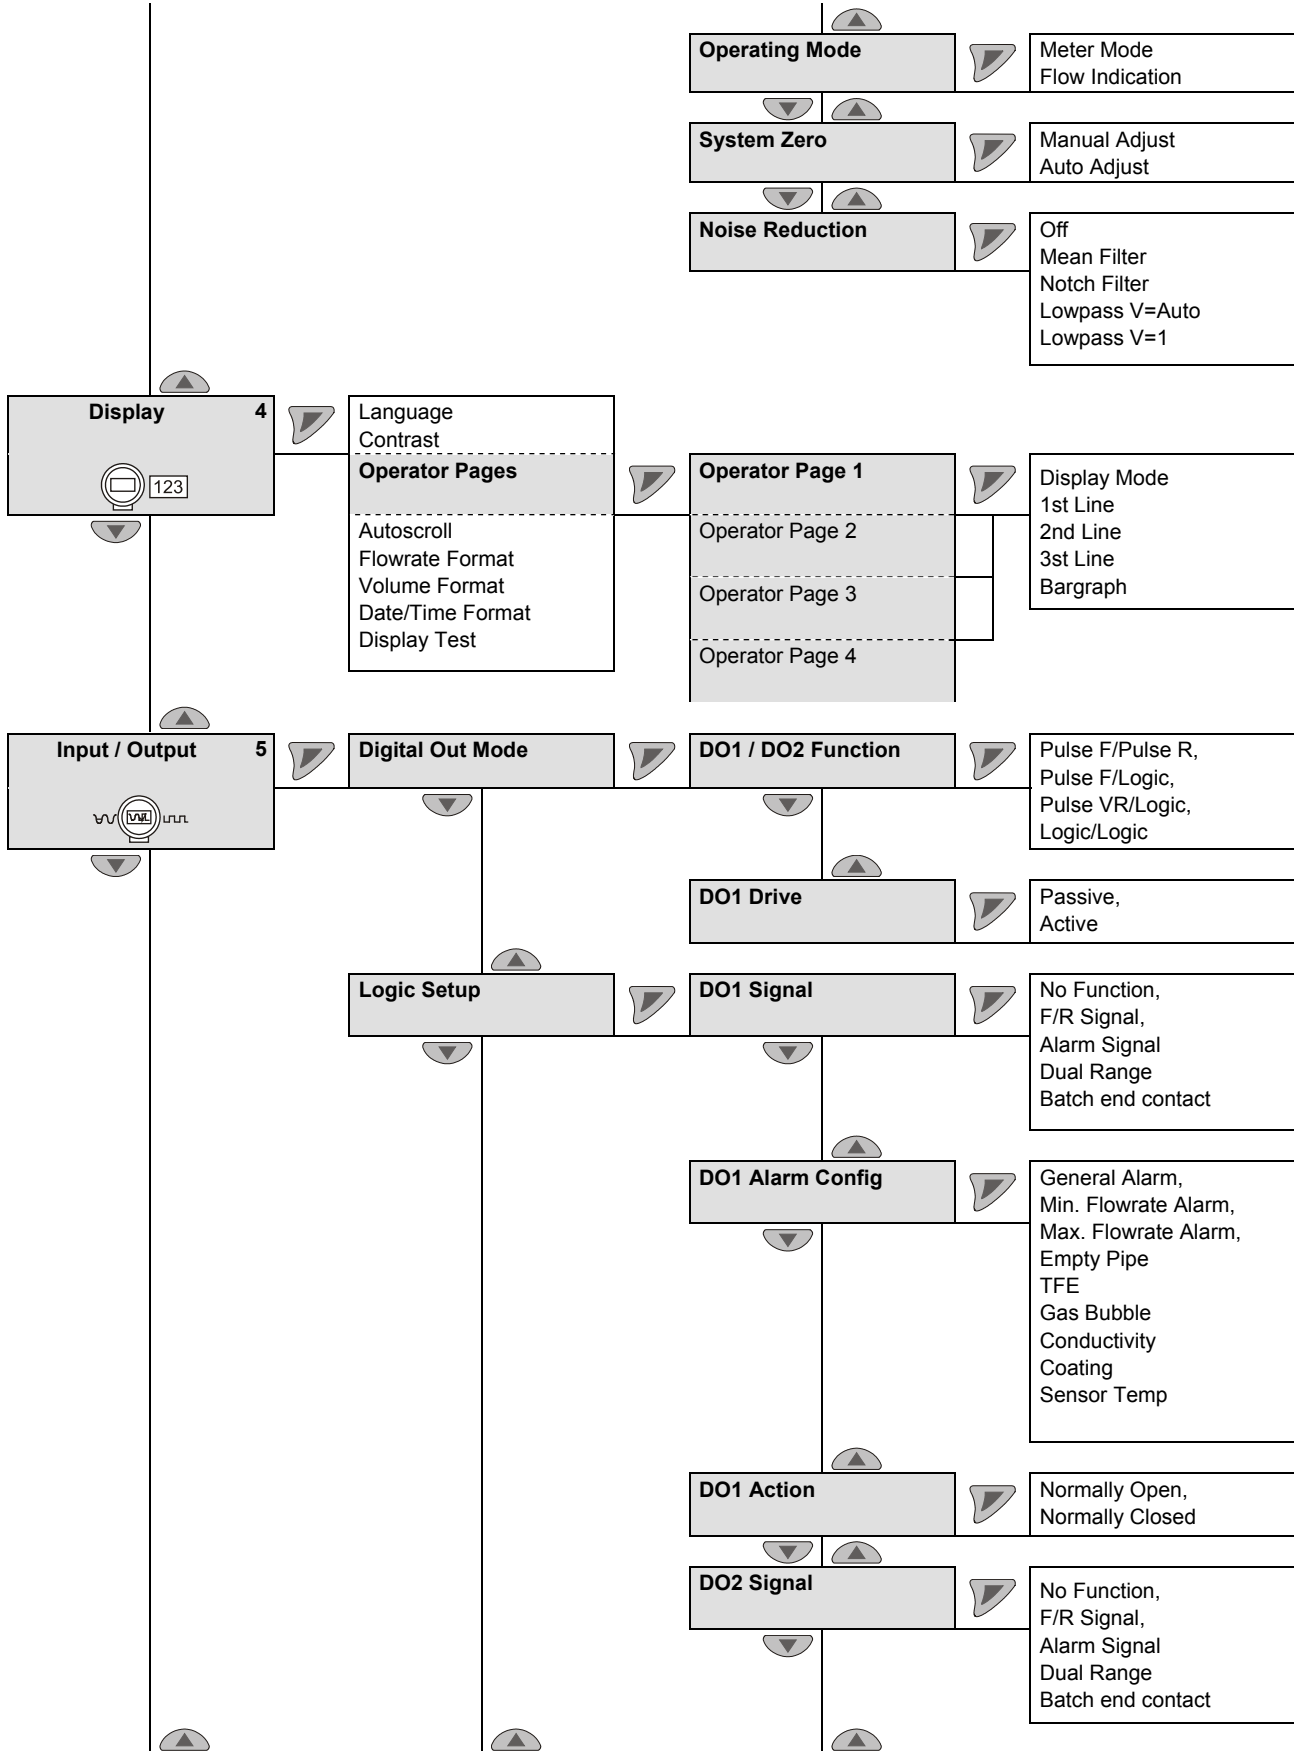 Operating Mode
Meter Mode
Flow Indication
System Zero
Manual Adjust
Auto Adjust
Noise Reduction
Off
Mean Filter
Notch Filter
Lowpass V=Auto
Lowpass V=1
Display 4
123
Language
Contrast
Operator Pages
Autoscroll
Flowrate Format
Volume Format
Date/Time Format
Display Test
Operator Page 1
Operator Page 2
Operator Page 3
Operator Page 4
Display Mode
1st Line
2nd Line
3st Line
Bargraph
Input / Output 5
Digital Out Mode
DO1 / DO2 Function
Pulse F/Pulse R,
Pulse F/Logic,
Pulse VR/Logic,
Logic/Logic
DO1 Drive
Passive,
Active
Logic Setup
DO1 Signal
No Function,
F/R Signal,
Alarm Signal
Dual Range
Batch end contact
DO1 Alarm Config
General Alarm,
Min. Flowrate Alarm,
Max. Flowrate Alarm,
Empty Pipe
TFE
Gas Bubble
Conductivity
Coating
Sensor Temp
DO1 Action
Normally Open,
Normally Closed
DO2 Signal
No Function,
F/R Signal,
Alarm Signal
Dual Range
Batch end contact